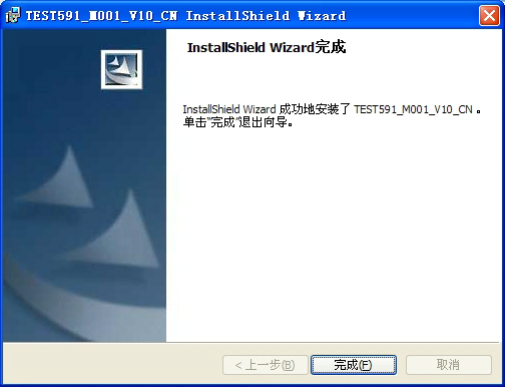 TEST591_M001_V10_CN InstallShield Wizard
InstallShield Wizard完成
InstallShield Wizard 成功地安装了 TEST591_M001_V10_CN 。
单击“完成”退出向导。
< 上一步(B)
完成(F)
取消